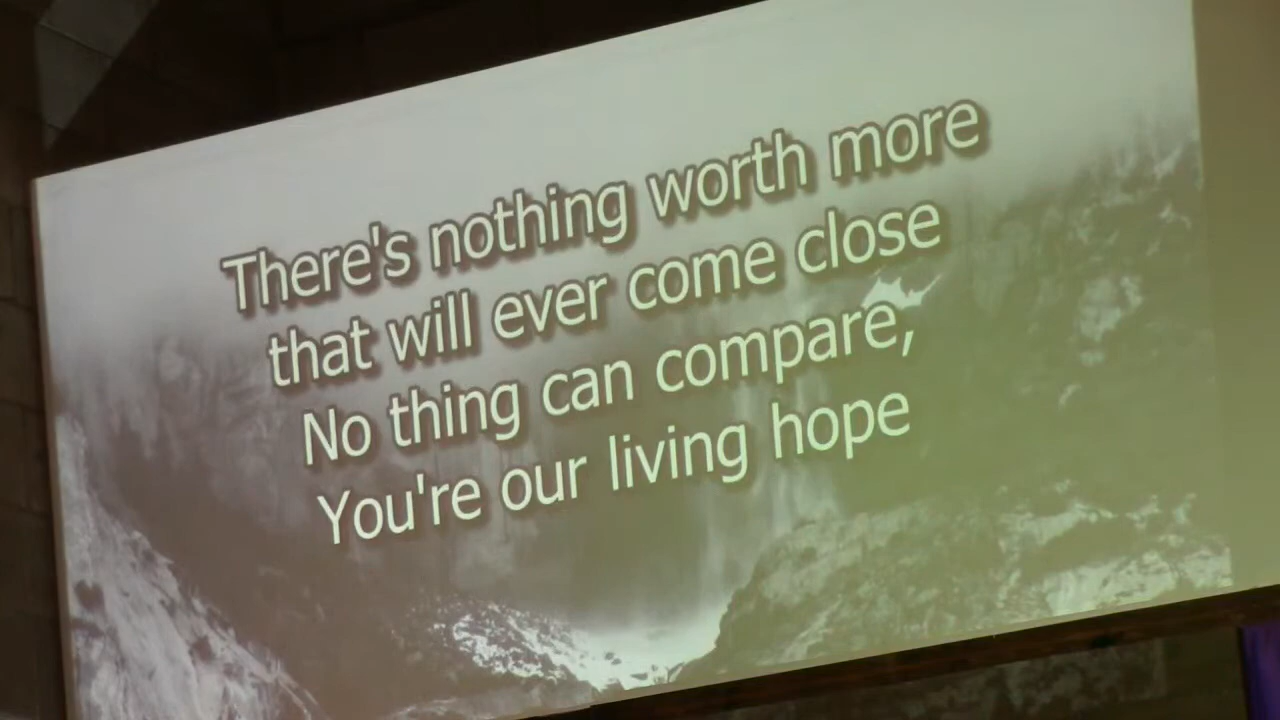 There's nothing worth more
that will ever come close
No thing can compare,
You're our living hope